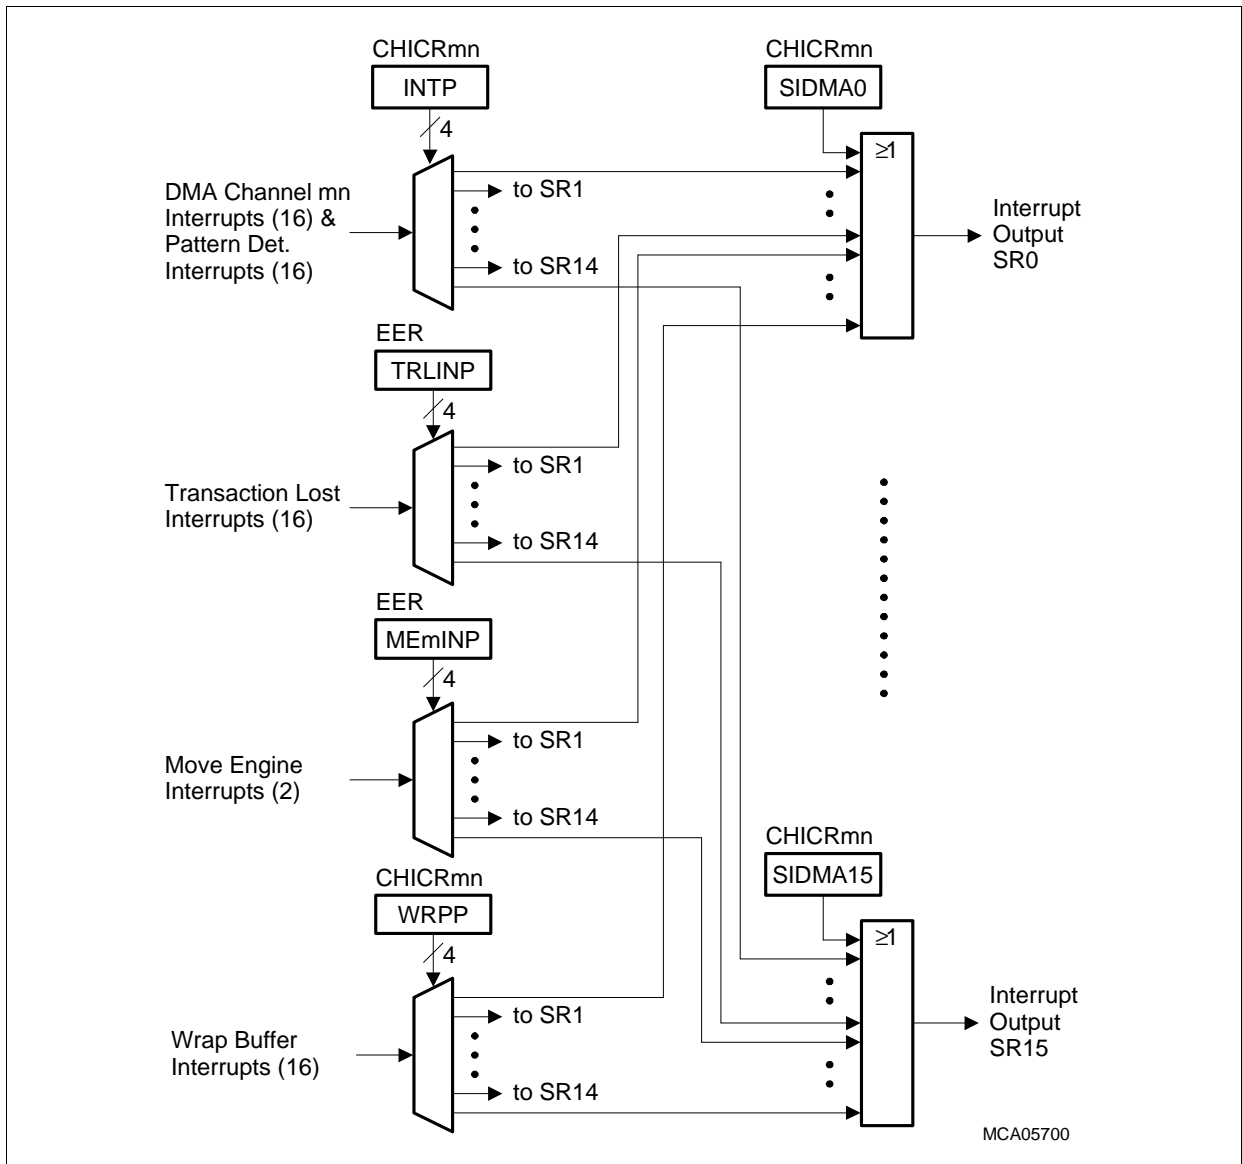 CHICRmn
INTP
4
DMA Channel mn
Interrupts (16) &
Pattern Det.
Interrupts (16)
to SR1
to SR14
CHICRmn
SIDMA0
≥1
Interrupt
Output
SR0
EER
TRLINP
4
Transaction Lost
Interrupts (16)
to SR1
to SR14
EER
MEmINP
4
Move Engine
Interrupts (2)
to SR1
to SR14
CHICRmn
WRPP
4
Wrap Buffer
Interrupts (16)
to SR1
to SR14
CHICRmn
SIDMA15
≥1
Interrupt
Output
SR15
MCA05700